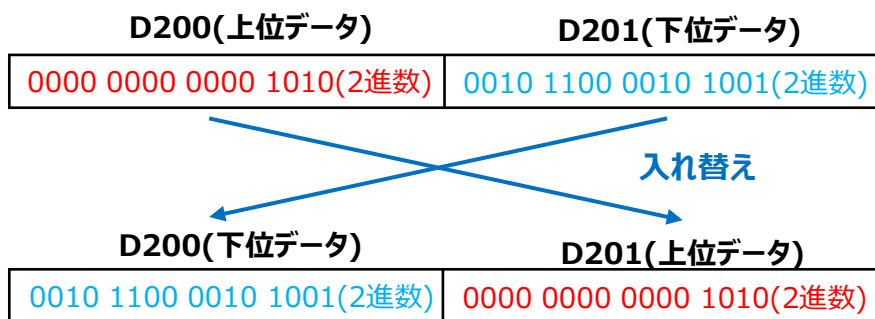 D200(上位データ) D201(下位データ)
0000 0000 0000 1010(2進数) 0010 1100 0010 1001(2進数)
入れ替え
D200(下位データ) D201(上位データ)
0010 1100 0010 1001(2進数) 0000 0000 0000 1010(2進数)